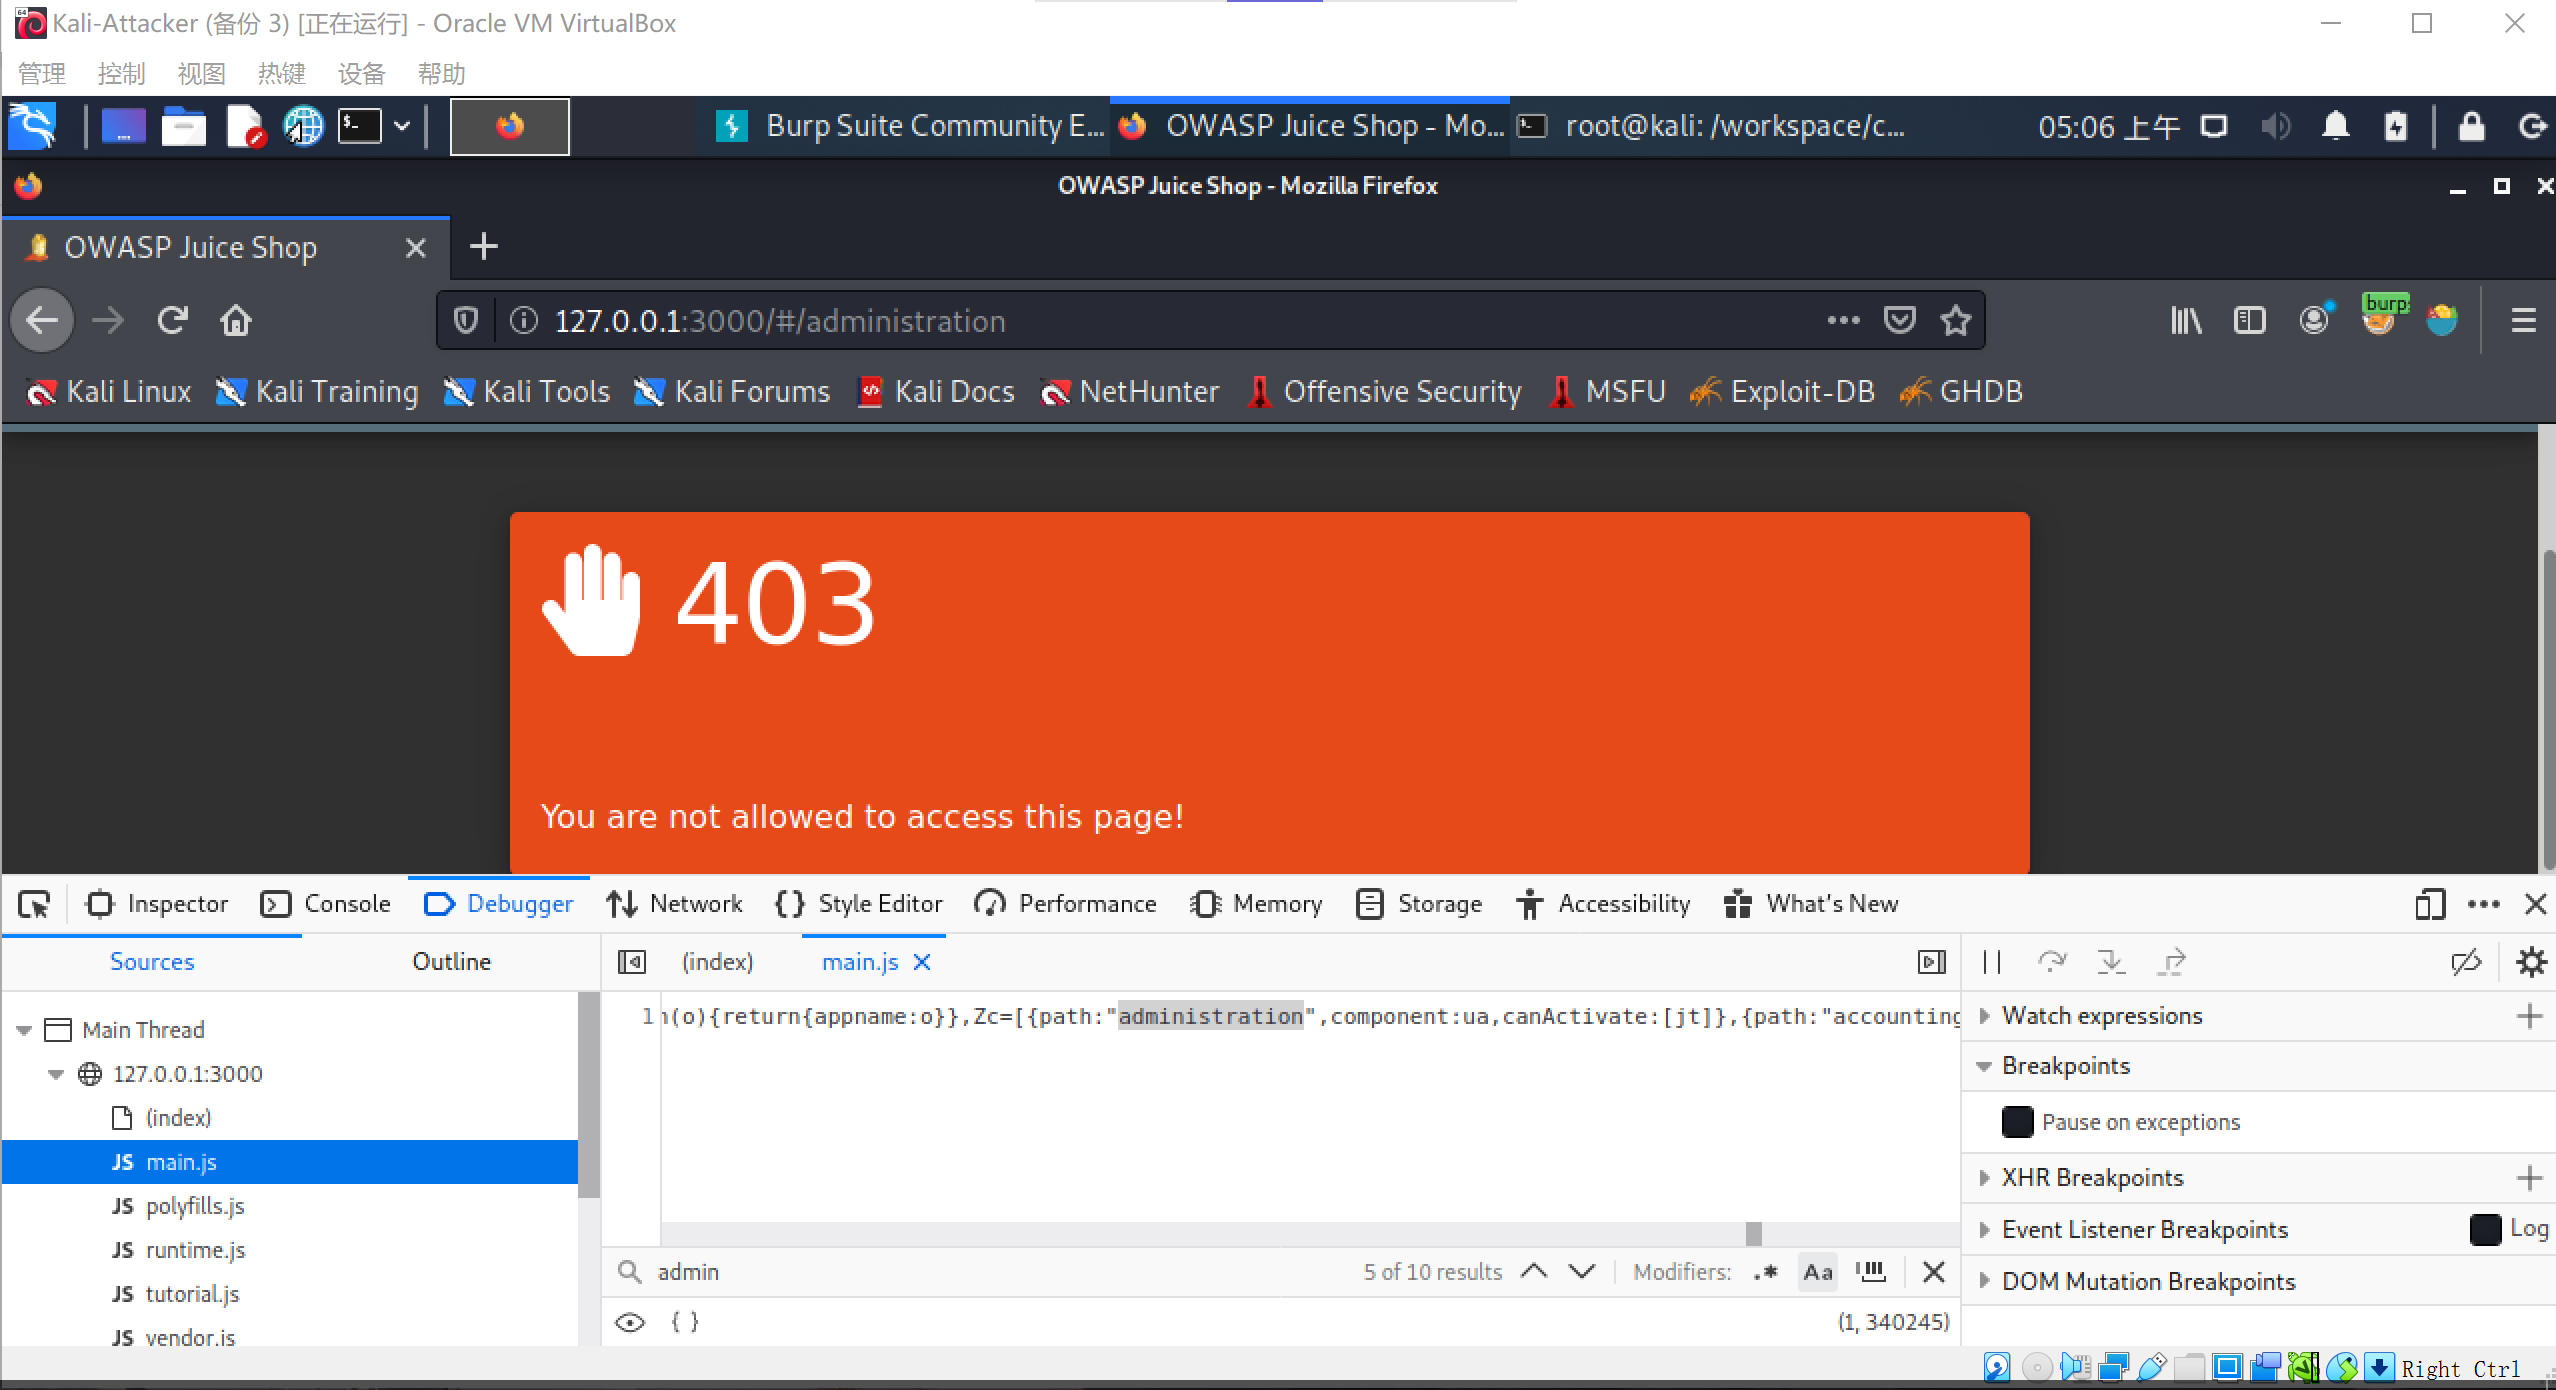 Kali-Attacker (备份 3) [正在运行] - Oracle VM VirtualBox
管理 控制 视图 热键 设备 帮助
Burp Suite Community E... OWASP Juice Shop - Mo... root@kali: /workspace/c... 05:06 上午
OWASP Juice Shop - Mozilla Firefox
OWASP Juice Shop
127.0.0.1:3000/#/administration
burp
Kali Linux Kali Training Kali Tools Kali Forums Kali Docs NetHunter Offensive Security MSFU Exploit-DB GHDB
403
You are not allowed to access this page!
Inspector Console Debugger Network Style Editor Performance Memory Storage Accessibility What's New
Sources Outline (index) main.js
1 n(o){return{appname:o}},Zc=[{path:"administration",component:ua,canActivate:[jt]},{path:"accounting
Main Thread
127.0.0.1:3000
(index)
JS main.js
JS polyfills.js
JS runtime.js
JS tutorial.js
JS vendor.js
admin 5 of 10 results Modifiers: .* Aa
{ } (1, 340245)
Watch expressions
Breakpoints
Pause on exceptions
XHR Breakpoints
Event Listener Breakpoints Log
DOM Mutation Breakpoints
Right Ctrl